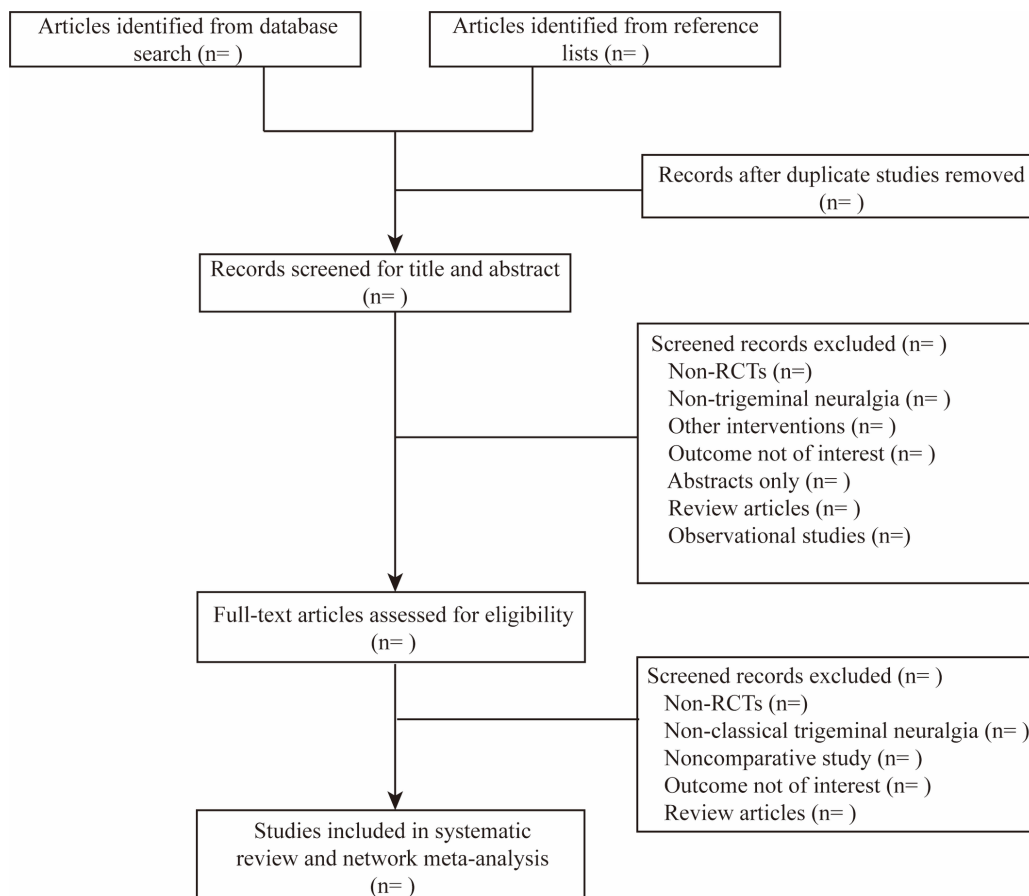 Articles identified from database
search (n= )
Articles identified from reference
lists (n= )
Records after duplicate studies removed
(n= )
Records screened for title and abstract
(n= )
Screened records excluded (n= )
Non-RCTs (n=)
Non-trigeminal neuralgia (n= )
Other interventions (n= )
Outcome not of interest (n= )
Abstracts only (n= )
Review articles (n= )
Observational studies (n=)
Full-text articles assessed for eligibility
(n= )
Screened records excluded (n= )
Non-RCTs (n=)
Non-classical trigeminal neuralgia (n= )
Noncomparative study (n= )
Outcome not of interest (n= )
Review articles (n= )
Studies included in systematic
review and network meta-analysis
(n= )